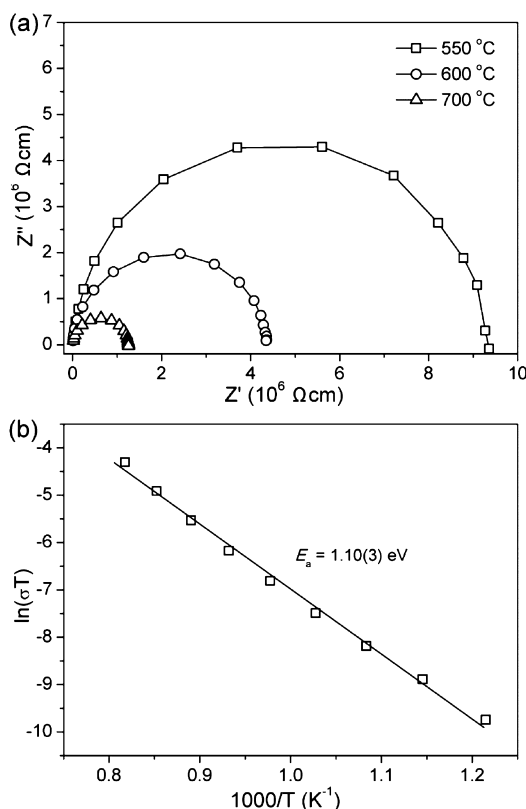 (a)
7
6
5
4
3
2
1
0
Z'' (10⁶ Ωcm)
550 °C
600 °C
700 °C
0 2 4 6 8 10
Z' (10⁶ Ωcm)
(b)
-4
-5
-6
-7
-8
-9
-10
ln(σT)
Eₐ = 1.10(3) eV
0.8 0.9 1.0 1.1 1.2
1000/T (K⁻¹)